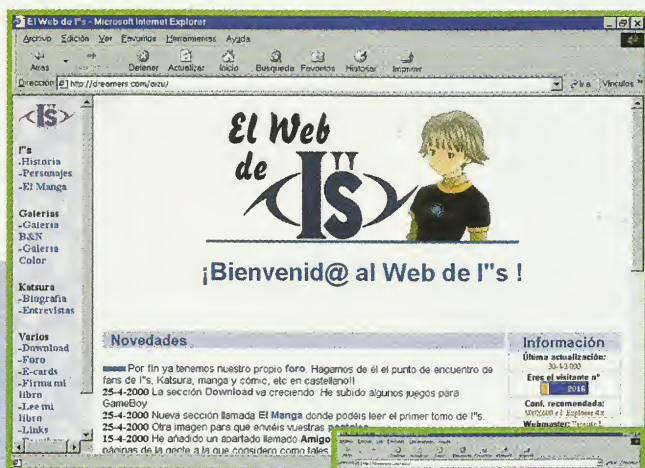 El Web de I"s - Microsoft Internet Explorer
Archivo Edición Ver Favoritos Herramientas Ayuda
Atrás Detener Actualizar Inicio Búsqueda Favoritos Historial Imprimir
Dirección http://dreamers.com/aizu/ Ir a Vínculos »
I"s
I"s
-Historia
-Personajes
-El Manga
Galerías
-Galería
B&N
-Galería
Color
Katsura
-Biografía
-Entrevistas
Varios
-Download
-Foro
-E-cards
-Firma mi
libro
-Lee mi
libro
-Links
El Web
de I"s
¡Bienvenid@ al Web de I"s !
Novedades
Por fin ya tenemos nuestro propio foro. Hagamos de él el punto de encuentro de
fans de I"s, Katsura, manga y cómic, etc en castellano!!
25-4-2000 La sección Download va creciendo. He subido algunos juegos para
GameBoy
25-4-2000 Nueva sección llamada El Manga donde podéis leer el primer tomo de I"s.
25-4-2000 Otra imagen para que enviéis vuestras postales
15-4-2000 He añadido un apartado llamado Amigo
páginas de la gente a la que considero como tales
Información
Última actualización:
30-4-2000
Eres el visitante nº
2016
Conf. recomendada:
Webmaster: